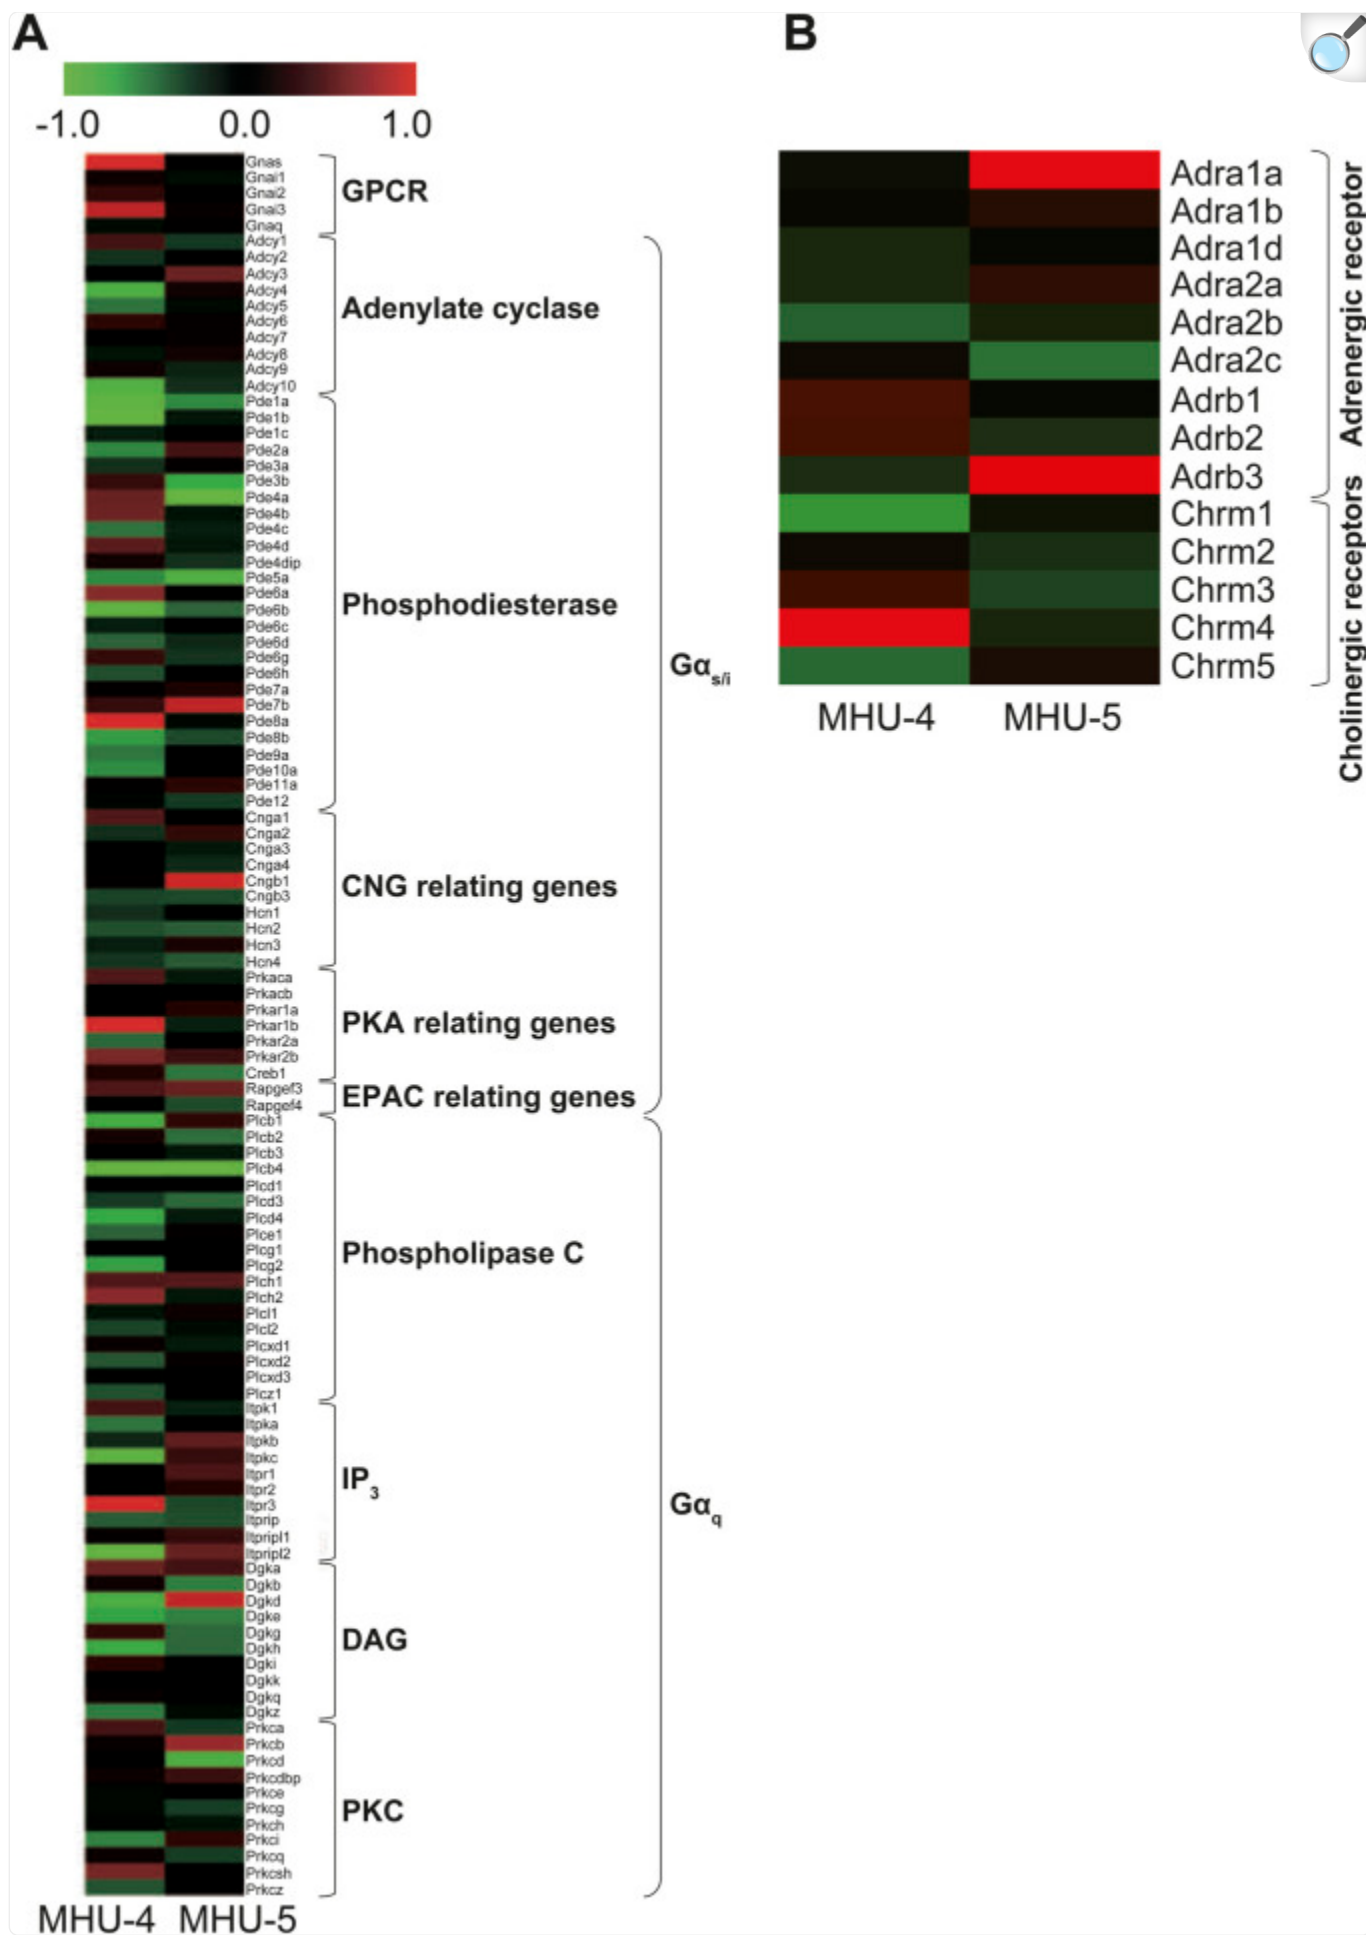 A
-1.0 0.0 1.0
Gnas
Gnai1
Gnai2
Gnai3
Gnaq
GPCR
Adcy1
Adcy2
Adcy3
Adcy4
Adcy5
Adcy6
Adcy7
Adcy8
Adcy9
Adcy10
Adenylate cyclase
Pde1a
Pde1b
Pde1c
Pde2a
Pde3a
Pde3b
Pde4a
Pde4b
Pde4c
Pde4d
Pde4dip
Pde5a
Pde6a
Pde6b
Pde6c
Pde6d
Pde6g
Pde6h
Pde7a
Pde7b
Pde8a
Pde8b
Pde9a
Pde10a
Pde11a
Pde12
Phosphodiesterase
Cnga1
Cnga2
Cnga3
Cnga4
Cngb1
Cngb3
Hcn1
Hcn2
Hcn3
Hcn4
CNG relating genes
Prkaca
Prkacb
Prkar1a
Prkar1b
Prkar2a
Prkar2b
Creb1
PKA relating genes
Rapgef3
Rapgef4
EPAC relating genes
Gαs/i
Plcb1
Plcb2
Plcb3
Plcb4
Plcd1
Plcd3
Plcd4
Plce1
Plcg1
Plcg2
Plch1
Plch2
Plcl1
Plcl2
Plcxd1
Plcxd2
Plcxd3
Plcz1
Phospholipase C
Itpk1
Itpka
Itpkb
Itpkc
Itpr1
Itpr2
Itpr3
Itprip
Itpripl1
Itpripl2
IP3
Dgka
Dgkb
Dgkd
Dgke
Dgkg
Dgkh
Dgki
Dgkk
Dgkq
Dgkz
DAG
Prkca
Prkcb
Prkcd
Prkcdbp
Prkce
Prkcg
Prkch
Prkci
Prkcq
Prkcsh
Prkcz
PKC
Gαq
MHU-4 MHU-5
B
Adra1a
Adra1b
Adra1d
Adra2a
Adra2b
Adra2c
Adrb1
Adrb2
Adrb3
Chrm1
Chrm2
Chrm3
Chrm4
Chrm5
Adrenergic receptor
Cholinergic receptors
MHU-4 MHU-5